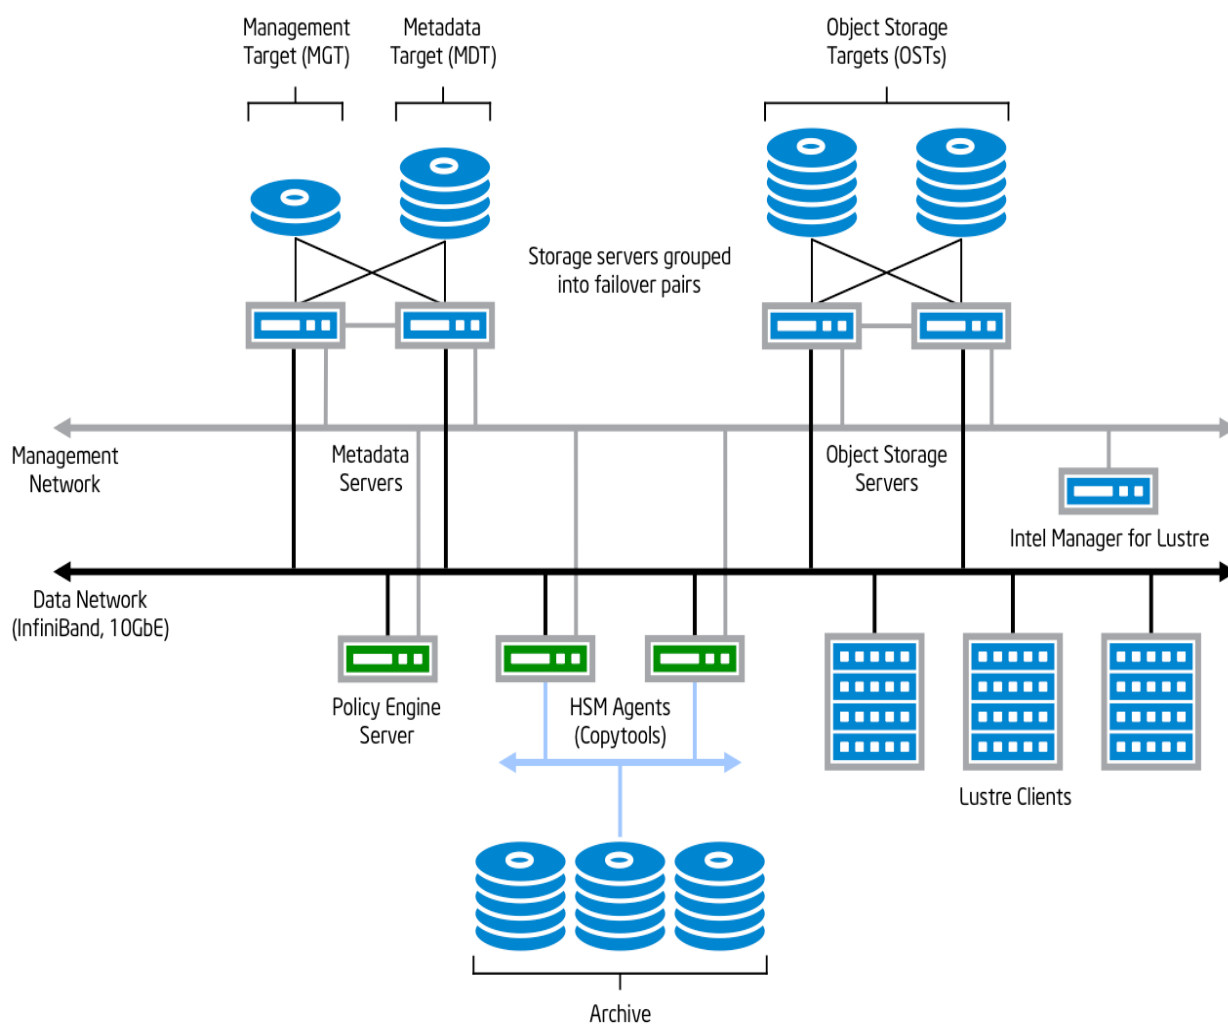 Management
Target (MGT)
Metadata
Target (MDT)
Object Storage
Targets (OSTs)
Storage servers grouped
into failover pairs
Management
Network
Metadata
Servers
Object Storage
Servers
Intel Manager for Lustre
Data Network
(InfiniBand, 10GbE)
Policy Engine
Server
HSM Agents
(Copytools)
Lustre Clients
Archive